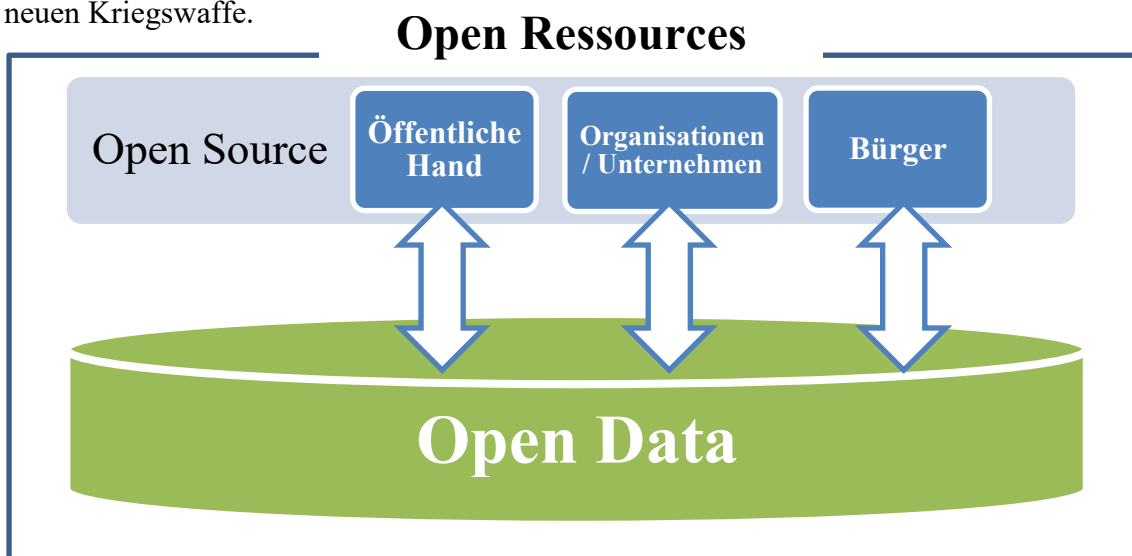 neuen Kriegswaffe.
Open Ressources
Open Source
Öffentliche
Hand
Organisationen
/ Unternehmen
Bürger
Open Data